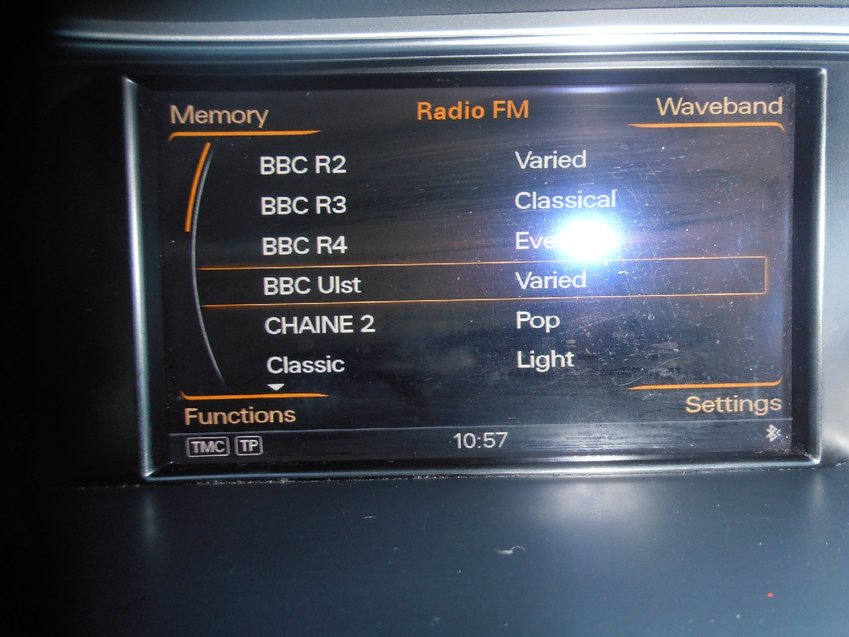 Memory Radio FM Waveband
BBC R2 Varied
BBC R3 Classical
BBC R4
BBC Ulst Varied
CHAINE 2 Pop
Classic Light
Functions Settings
TMC TP 10:57